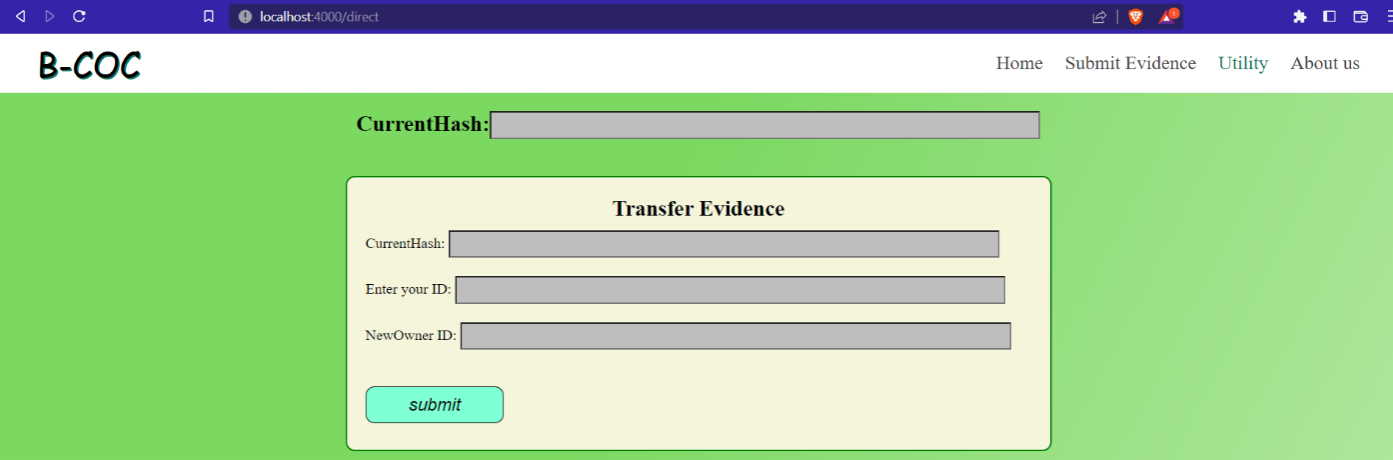 localhost:4000/direct
1
B-COC
Home Submit Evidence Utility About us
CurrentHash:
Transfer Evidence
CurrentHash:
Enter your ID:
NewOwner ID:
submit